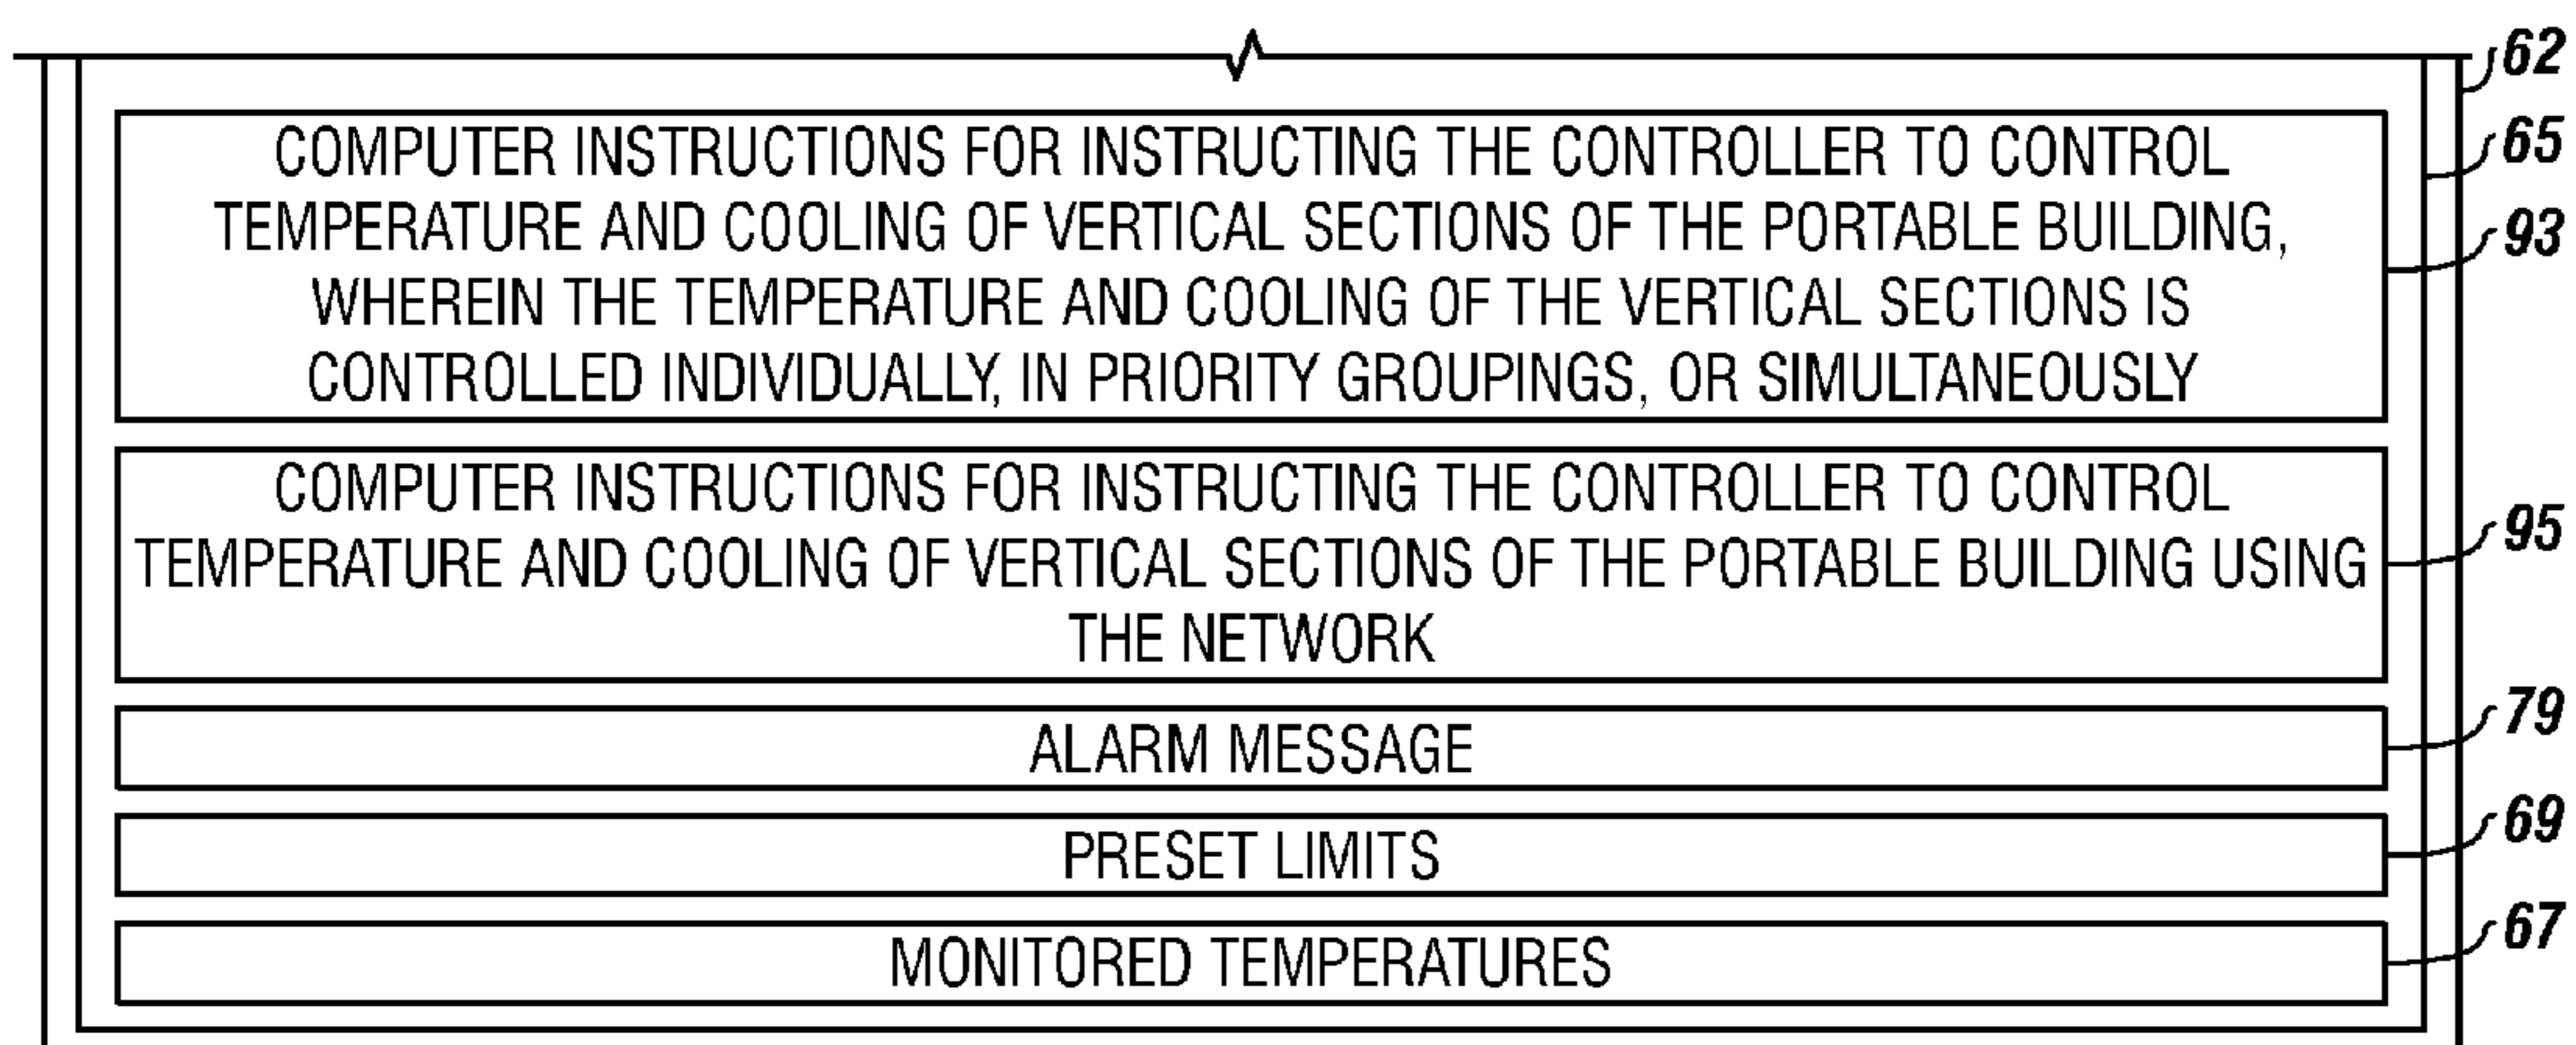 62
65
COMPUTER INSTRUCTIONS FOR INSTRUCTING THE CONTROLLER TO CONTROL
TEMPERATURE AND COOLING OF VERTICAL SECTIONS OF THE PORTABLE BUILDING,
WHEREIN THE TEMPERATURE AND COOLING OF THE VERTICAL SECTIONS IS
CONTROLLED INDIVIDUALLY, IN PRIORITY GROUPINGS, OR SIMULTANEOUSLY
93
COMPUTER INSTRUCTIONS FOR INSTRUCTING THE CONTROLLER TO CONTROL
TEMPERATURE AND COOLING OF VERTICAL SECTIONS OF THE PORTABLE BUILDING USING
THE NETWORK
95
ALARM MESSAGE
79
PRESET LIMITS
69
MONITORED TEMPERATURES
67